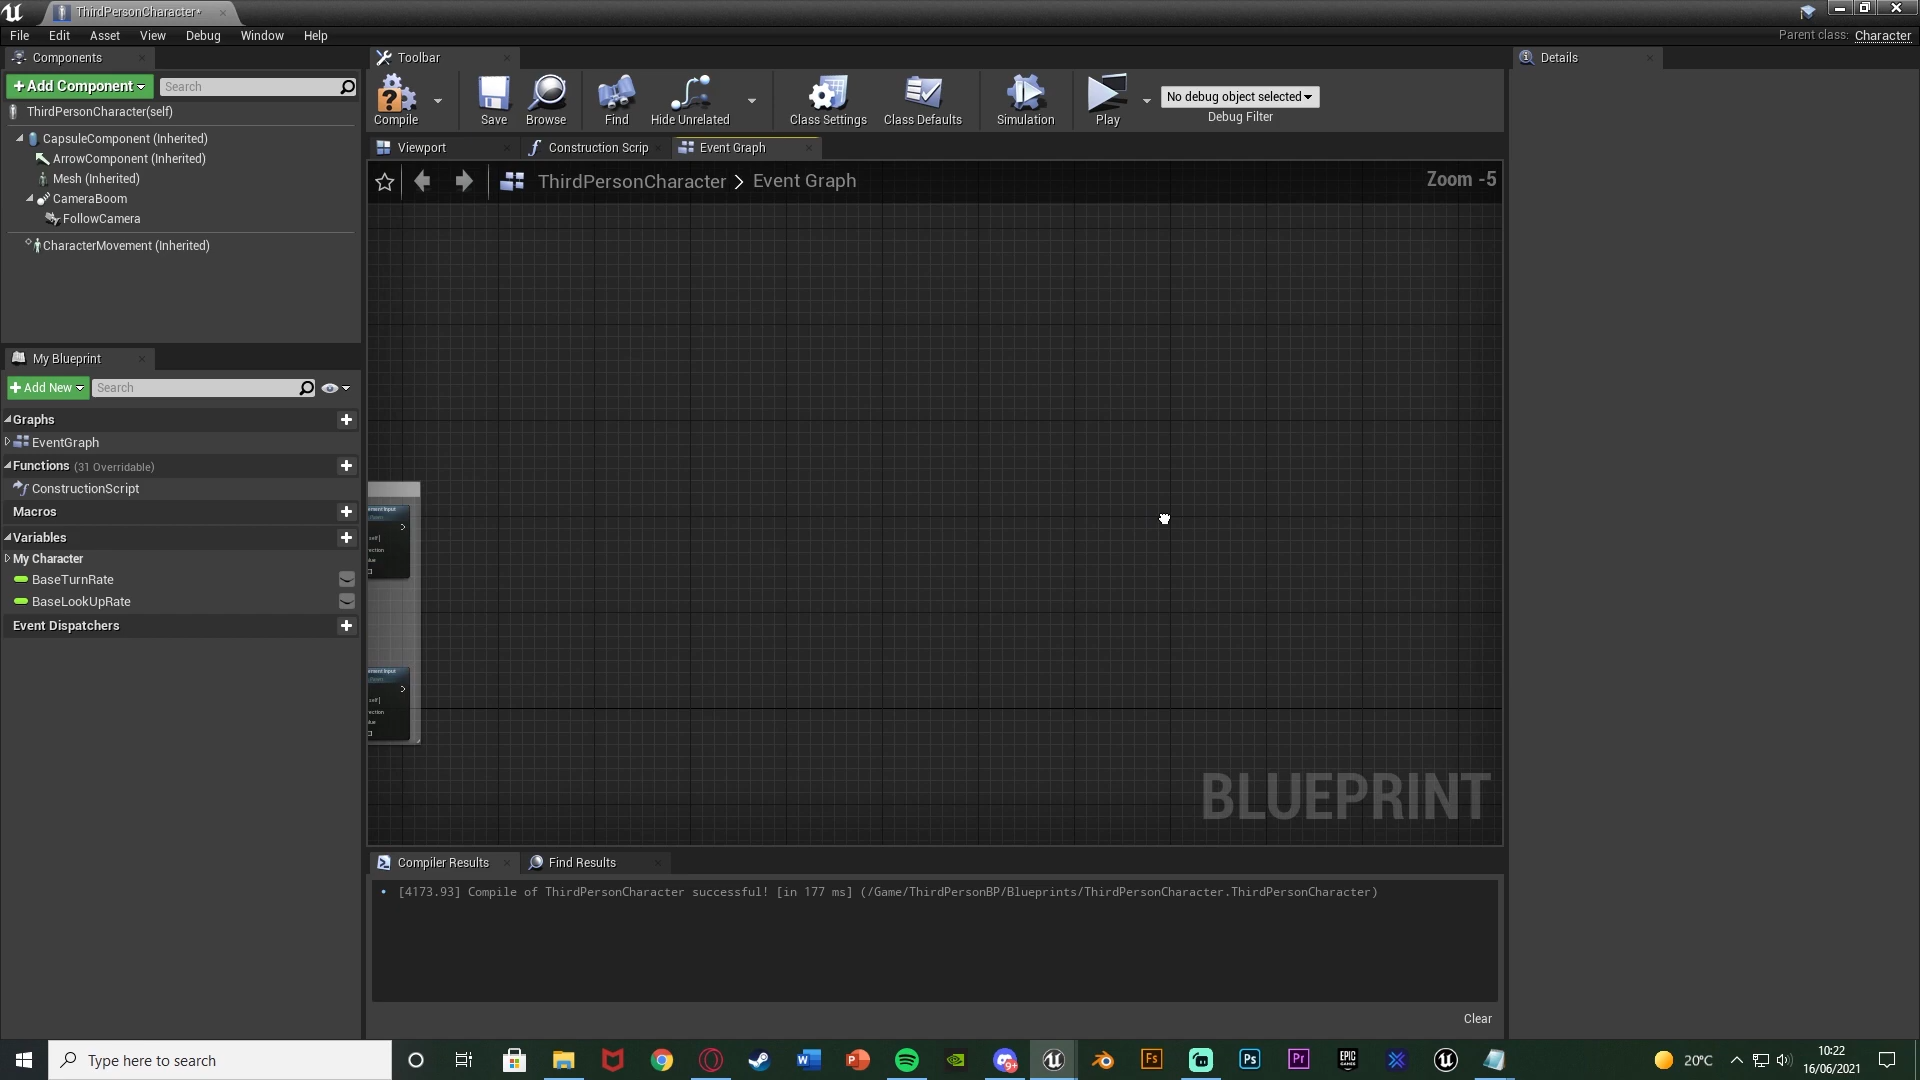 ThirdPersonCharacter*
File Edit Asset View Debug Window Help
Parent class: Character
Components
Toolbar
Details
+Add Component
Search
ThirdPersonCharacter(self)
CapsuleComponent (Inherited)
ArrowComponent (Inherited)
Mesh (Inherited)
CameraBoom
FollowCamera
CharacterMovement (Inherited)
Compile
Save
Browse
Find
Hide Unrelated
Class Settings
Class Defaults
Simulation
Play
No debug object selected
Debug Filter
Viewport
Construction Scrip
Event Graph
ThirdPersonCharacter > Event Graph
Zoom -5
My Blueprint
+Add New
Search
Graphs
EventGraph
Functions (31 Overridable)
ConstructionScript
Macros
Variables
My Character
BaseTurnRate
BaseLookUpRate
Event Dispatchers
BLUEPRINT
Compiler Results
Find Results
[4173.93] Compile of ThirdPersonCharacter successful! [in 177 ms] (/Game/ThirdPersonBP/Blueprints/ThirdPersonCharacter.ThirdPersonCharacter)
Clear
Type here to search
20°C
10:22
16/06/2021